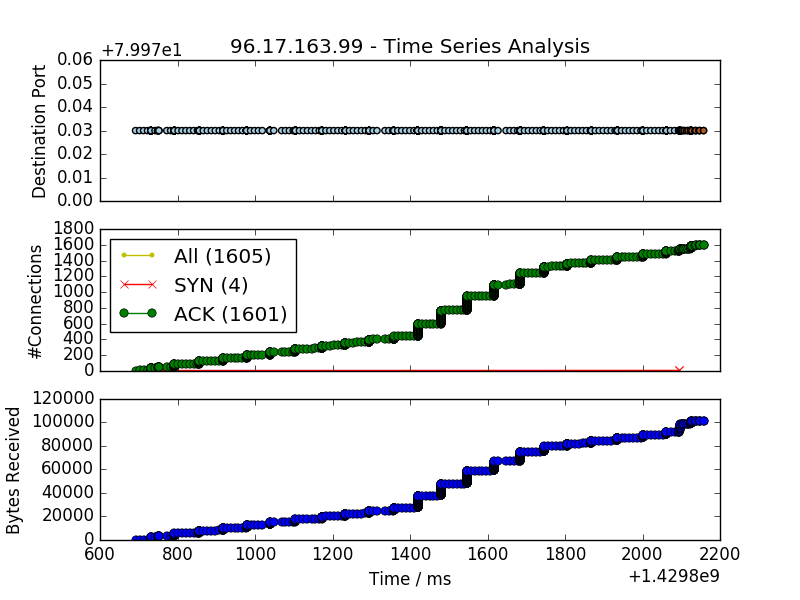 96.17.163.99 - Time Series Analysis
+7.997e1
0.06
0.05
0.04
0.03
0.02
0.01
0.00
Destination Port
1800
1600
1400
1200
1000
800
600
400
200
0
#Connections
All (1605)
SYN (4)
ACK (1601)
120000
100000
80000
60000
40000
20000
0
Bytes Received
600 800 1000 1200 1400 1600 1800 2000 2200
Time / ms
+1.4298e9